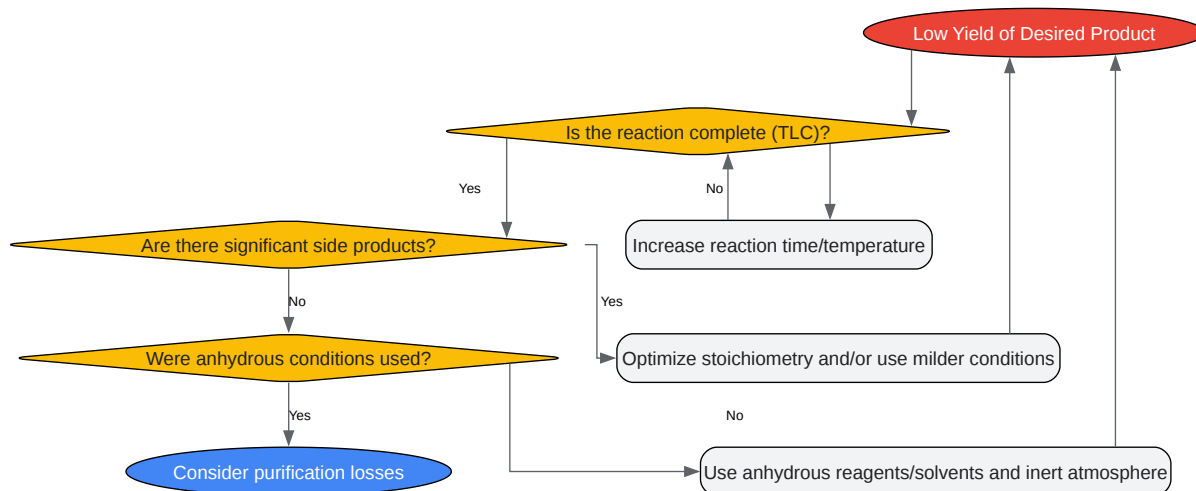 Low Yield of Desired Product
Is the reaction complete (TLC)?
Yes
No
Are there significant side products?
Increase reaction time/temperature
No
Yes
Were anhydrous conditions used?
Optimize stoichiometry and/or use milder conditions
Yes
No
Consider purification losses
Use anhydrous reagents/solvents and inert atmosphere